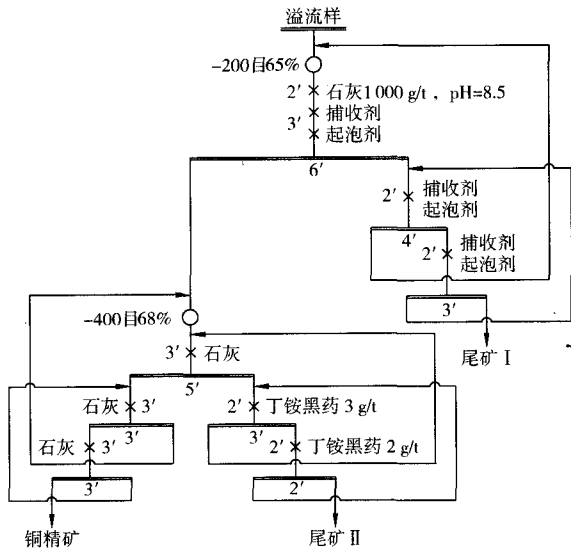 溢流样
-200目65%
2′ 石灰1 000 g/t , pH=8.5
捕收剂
3′
起泡剂
6′
2′ 捕收剂
起泡剂
4′
2′ 捕收剂
起泡剂
3′
尾矿 I
-400目68%
3′ 石灰
5′
石灰 3′
2′ 丁铵黑药 3 g/t
3′
3′
石灰 3′
2′ 丁铵黑药 2 g/t
3′
2′
铜精矿
尾矿 II